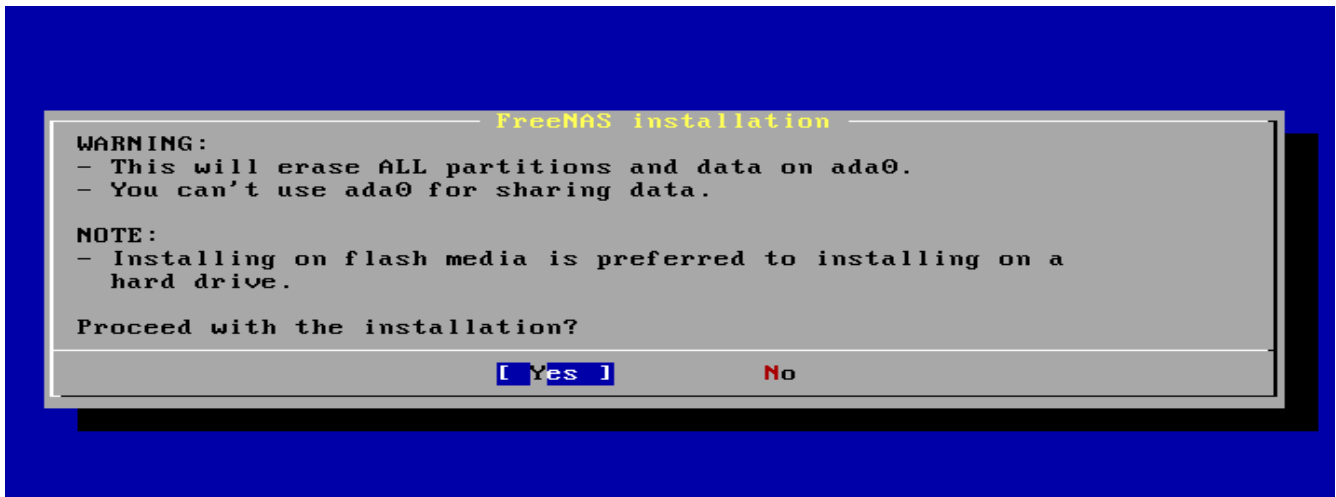 FreeNAS installation
WARNING:
- This will erase ALL partitions and data on ada0.
- You can't use ada0 for sharing data.
NOTE:
- Installing on flash media is preferred to installing on a
hard drive.
Proceed with the installation?
[ Yes ] No